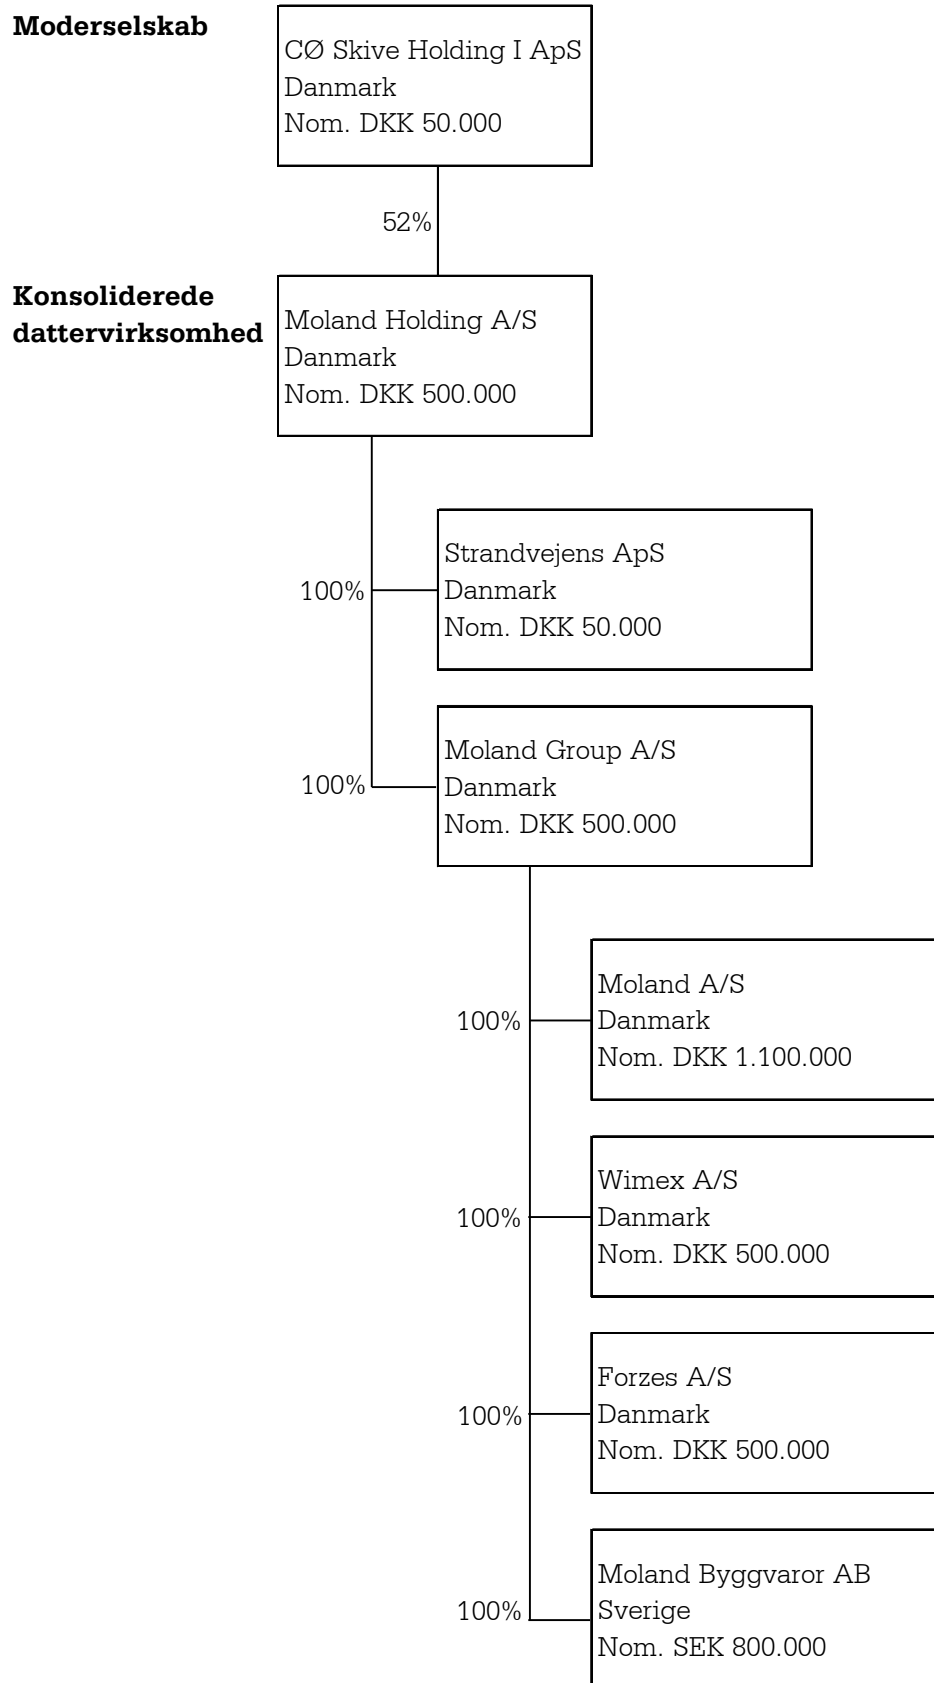 Moderselskab
CØ Skive Holding I ApS
Danmark
Nom. DKK 50.000
52%
Konsoliderede
dattervirksomhed
Moland Holding A/S
Danmark
Nom. DKK 500.000
Strandvejens ApS
100%
Danmark
Nom. DKK 50.000
Moland Group A/S
100%
Danmark
Nom. DKK 500.000
Moland A/S
100%
Danmark
Nom. DKK 1.100.000
Wimex A/S
100%
Danmark
Nom. DKK 500.000
Forzes A/S
100%
Danmark
Nom. DKK 500.000
Moland Byggvaror AB
100%
Sverige
Nom. SEK 800.000